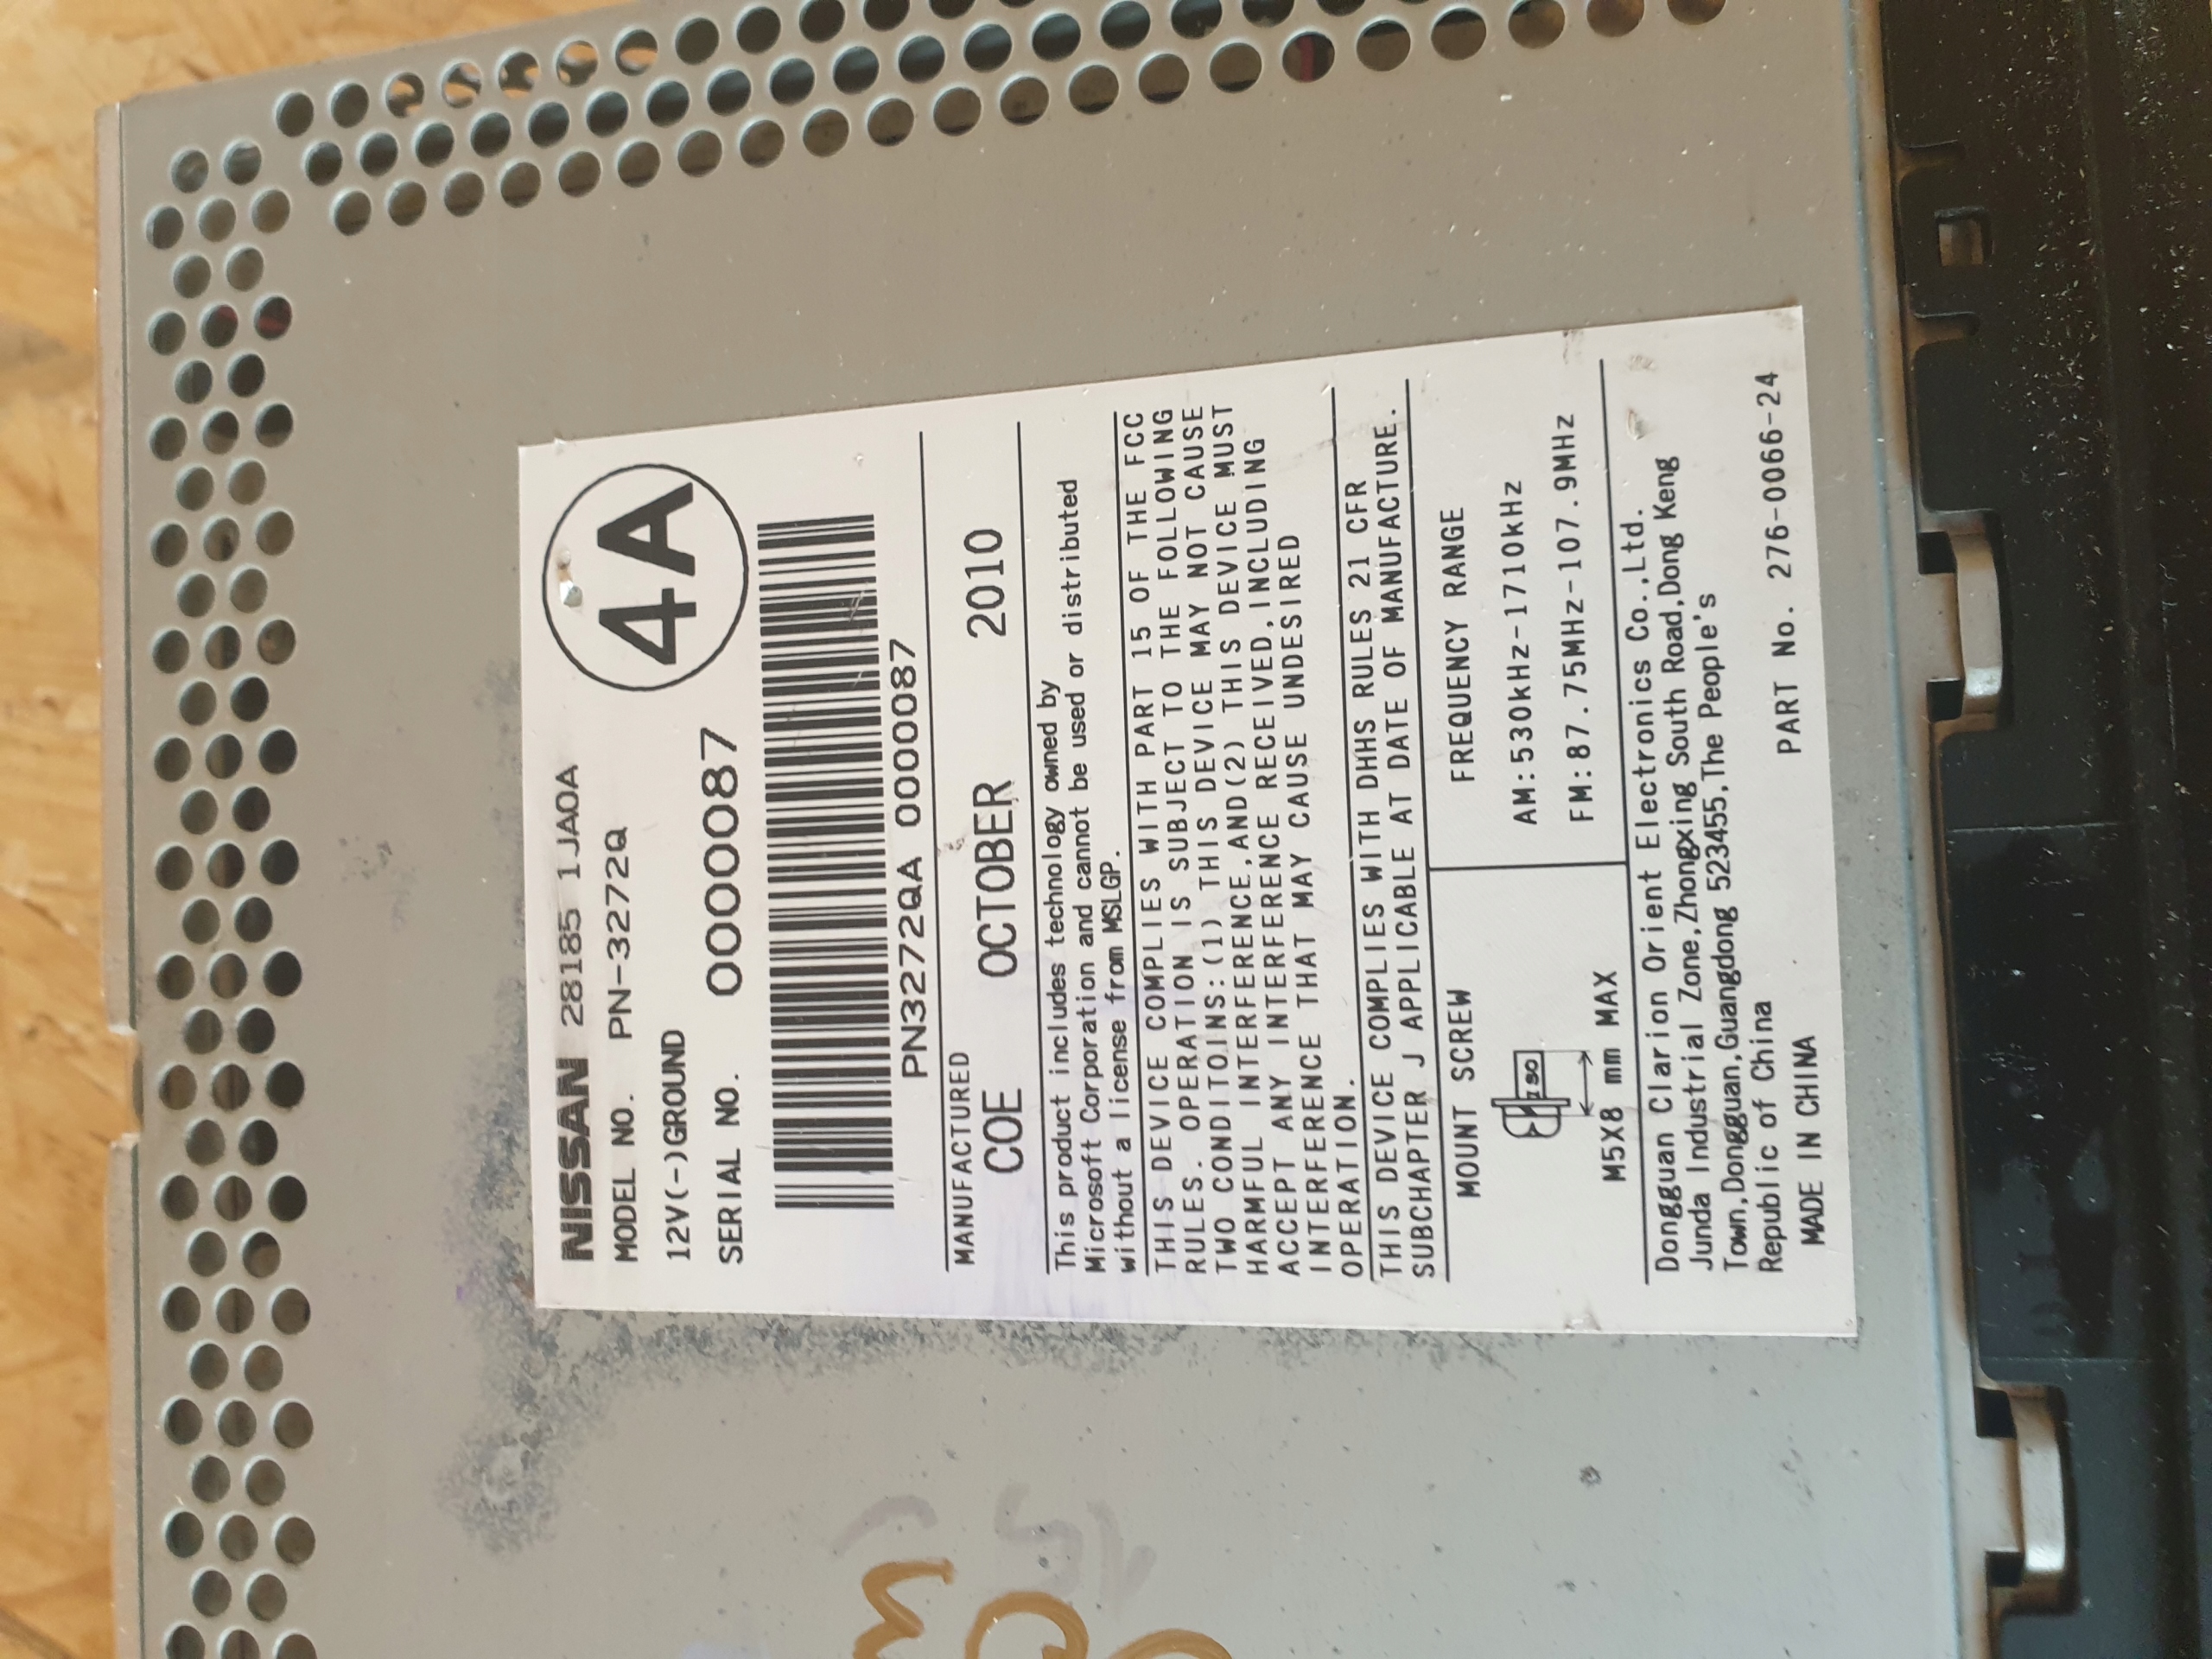 NISSAN 28185 1JA0A
4A
MODEL NO. PN-3272Q
12V(-)GROUND
SERIAL NO. 0000087
PN3272QA 0000087
MANUFACTURED
COE OCTOBER 2010
This product includes technology owned by
Microsoft Corporation and cannot be used or distributed
without a license from MSLGP.
THIS DEVICE COMPLIES WITH PART 15 OF THE FCC
RULES. OPERATION IS SUBJECT TO THE FOLLOWING
TWO CONDITOINS:(1) THIS DEVICE MAY NOT CAUSE
HARMFUL INTERFERENCE,AND(2) THIS DEVICE MUST
ACCEPT ANY INTERFERENCE RECEIVED,INCLUDING
INTERFERENCE THAT MAY CAUSE UNDESIRED
OPERATION.
THIS DEVICE COMPLIES WITH DHHS RULES 21 CFR
SUBCHAPTER J APPLICABLE AT DATE OF MANUFACTURE.
MOUNT SCREW
ISO
M5X8 mm MAX
FREQUENCY RANGE
AM:530kHz-1710kHz
FM:87.75MHz-107.9MHz
Dongguan Clarion Orient Electronics Co.,Ltd.
Junda Industrial Zone,Zhongxing South Road,Dong Keng
Town,Dongguan,Guangdong 523455,The People's
Republic of China
MADE IN CHINA
PART No. 276-0066-24